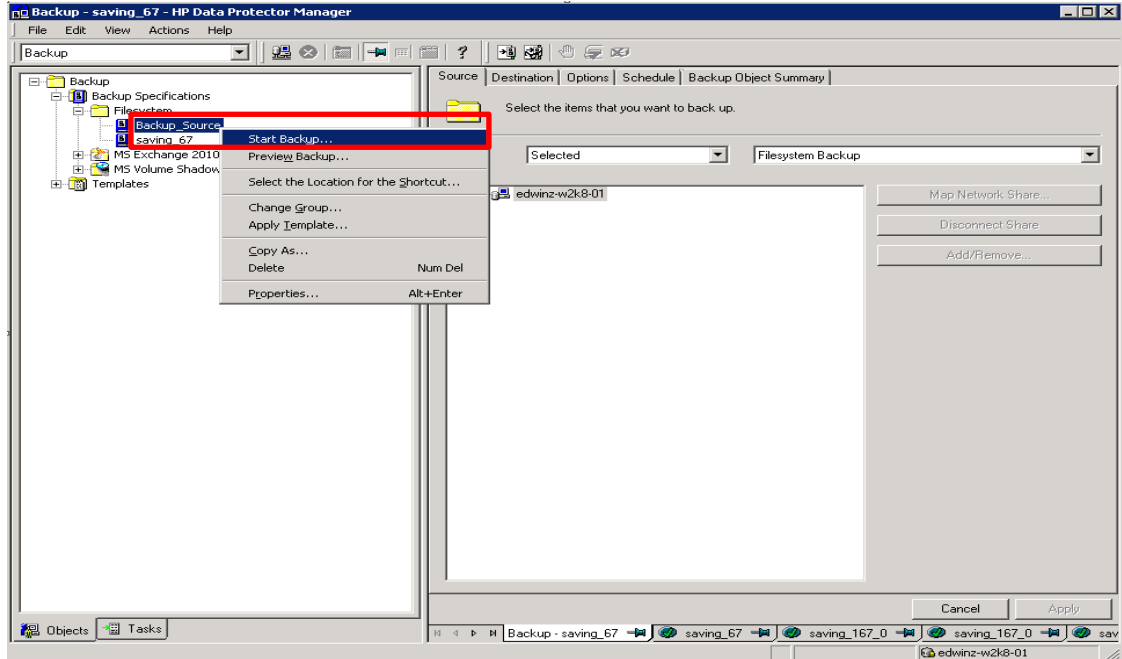 Backup - saving_67 - HP Data Protector Manager
File Edit View Actions Help
Backup
Backup
Backup Specifications
Filesystem
Backup_Source
saving_67
MS Exchange 2010
MS Volume Shadow
Templates
Start Backup...
Preview Backup...
Select the Location for the Shortcut...
Change Group...
Apply Template...
Copy As...
Delete Num Del
Properties... Alt+Enter
Source Destination Options Schedule Backup Object Summary
Select the items that you want to back up.
Selected Filesystem Backup
edwinz-w2k8-01
Map Network Share...
Disconnect Share
Add/Remove...
Cancel Apply
Objects Tasks
Backup - saving_67 saving_67 saving_167_0 saving_167_0 sav
edwinz-w2k8-01